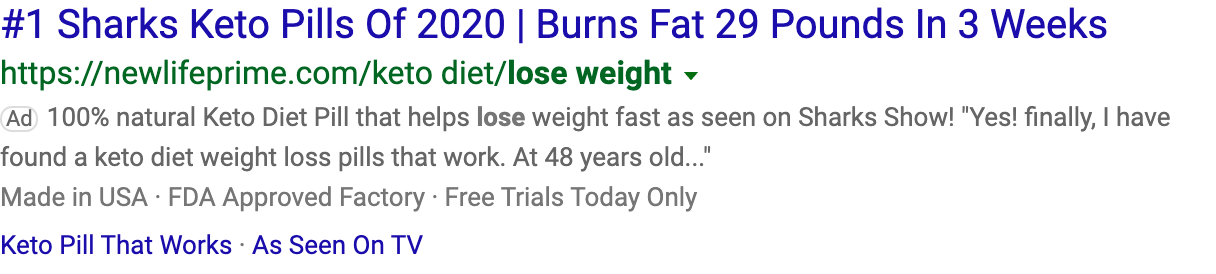 #1 Sharks Keto Pills Of 2020 | Burns Fat 29 Pounds In 3 Weeks
https://newlifeprime.com/keto diet/lose weight
Ad 100% natural Keto Diet Pill that helps lose weight fast as seen on Sharks Show! "Yes! finally, I have
found a keto diet weight loss pills that work. At 48 years old..."
Made in USA · FDA Approved Factory · Free Trials Today Only
Keto Pill That Works · As Seen On TV